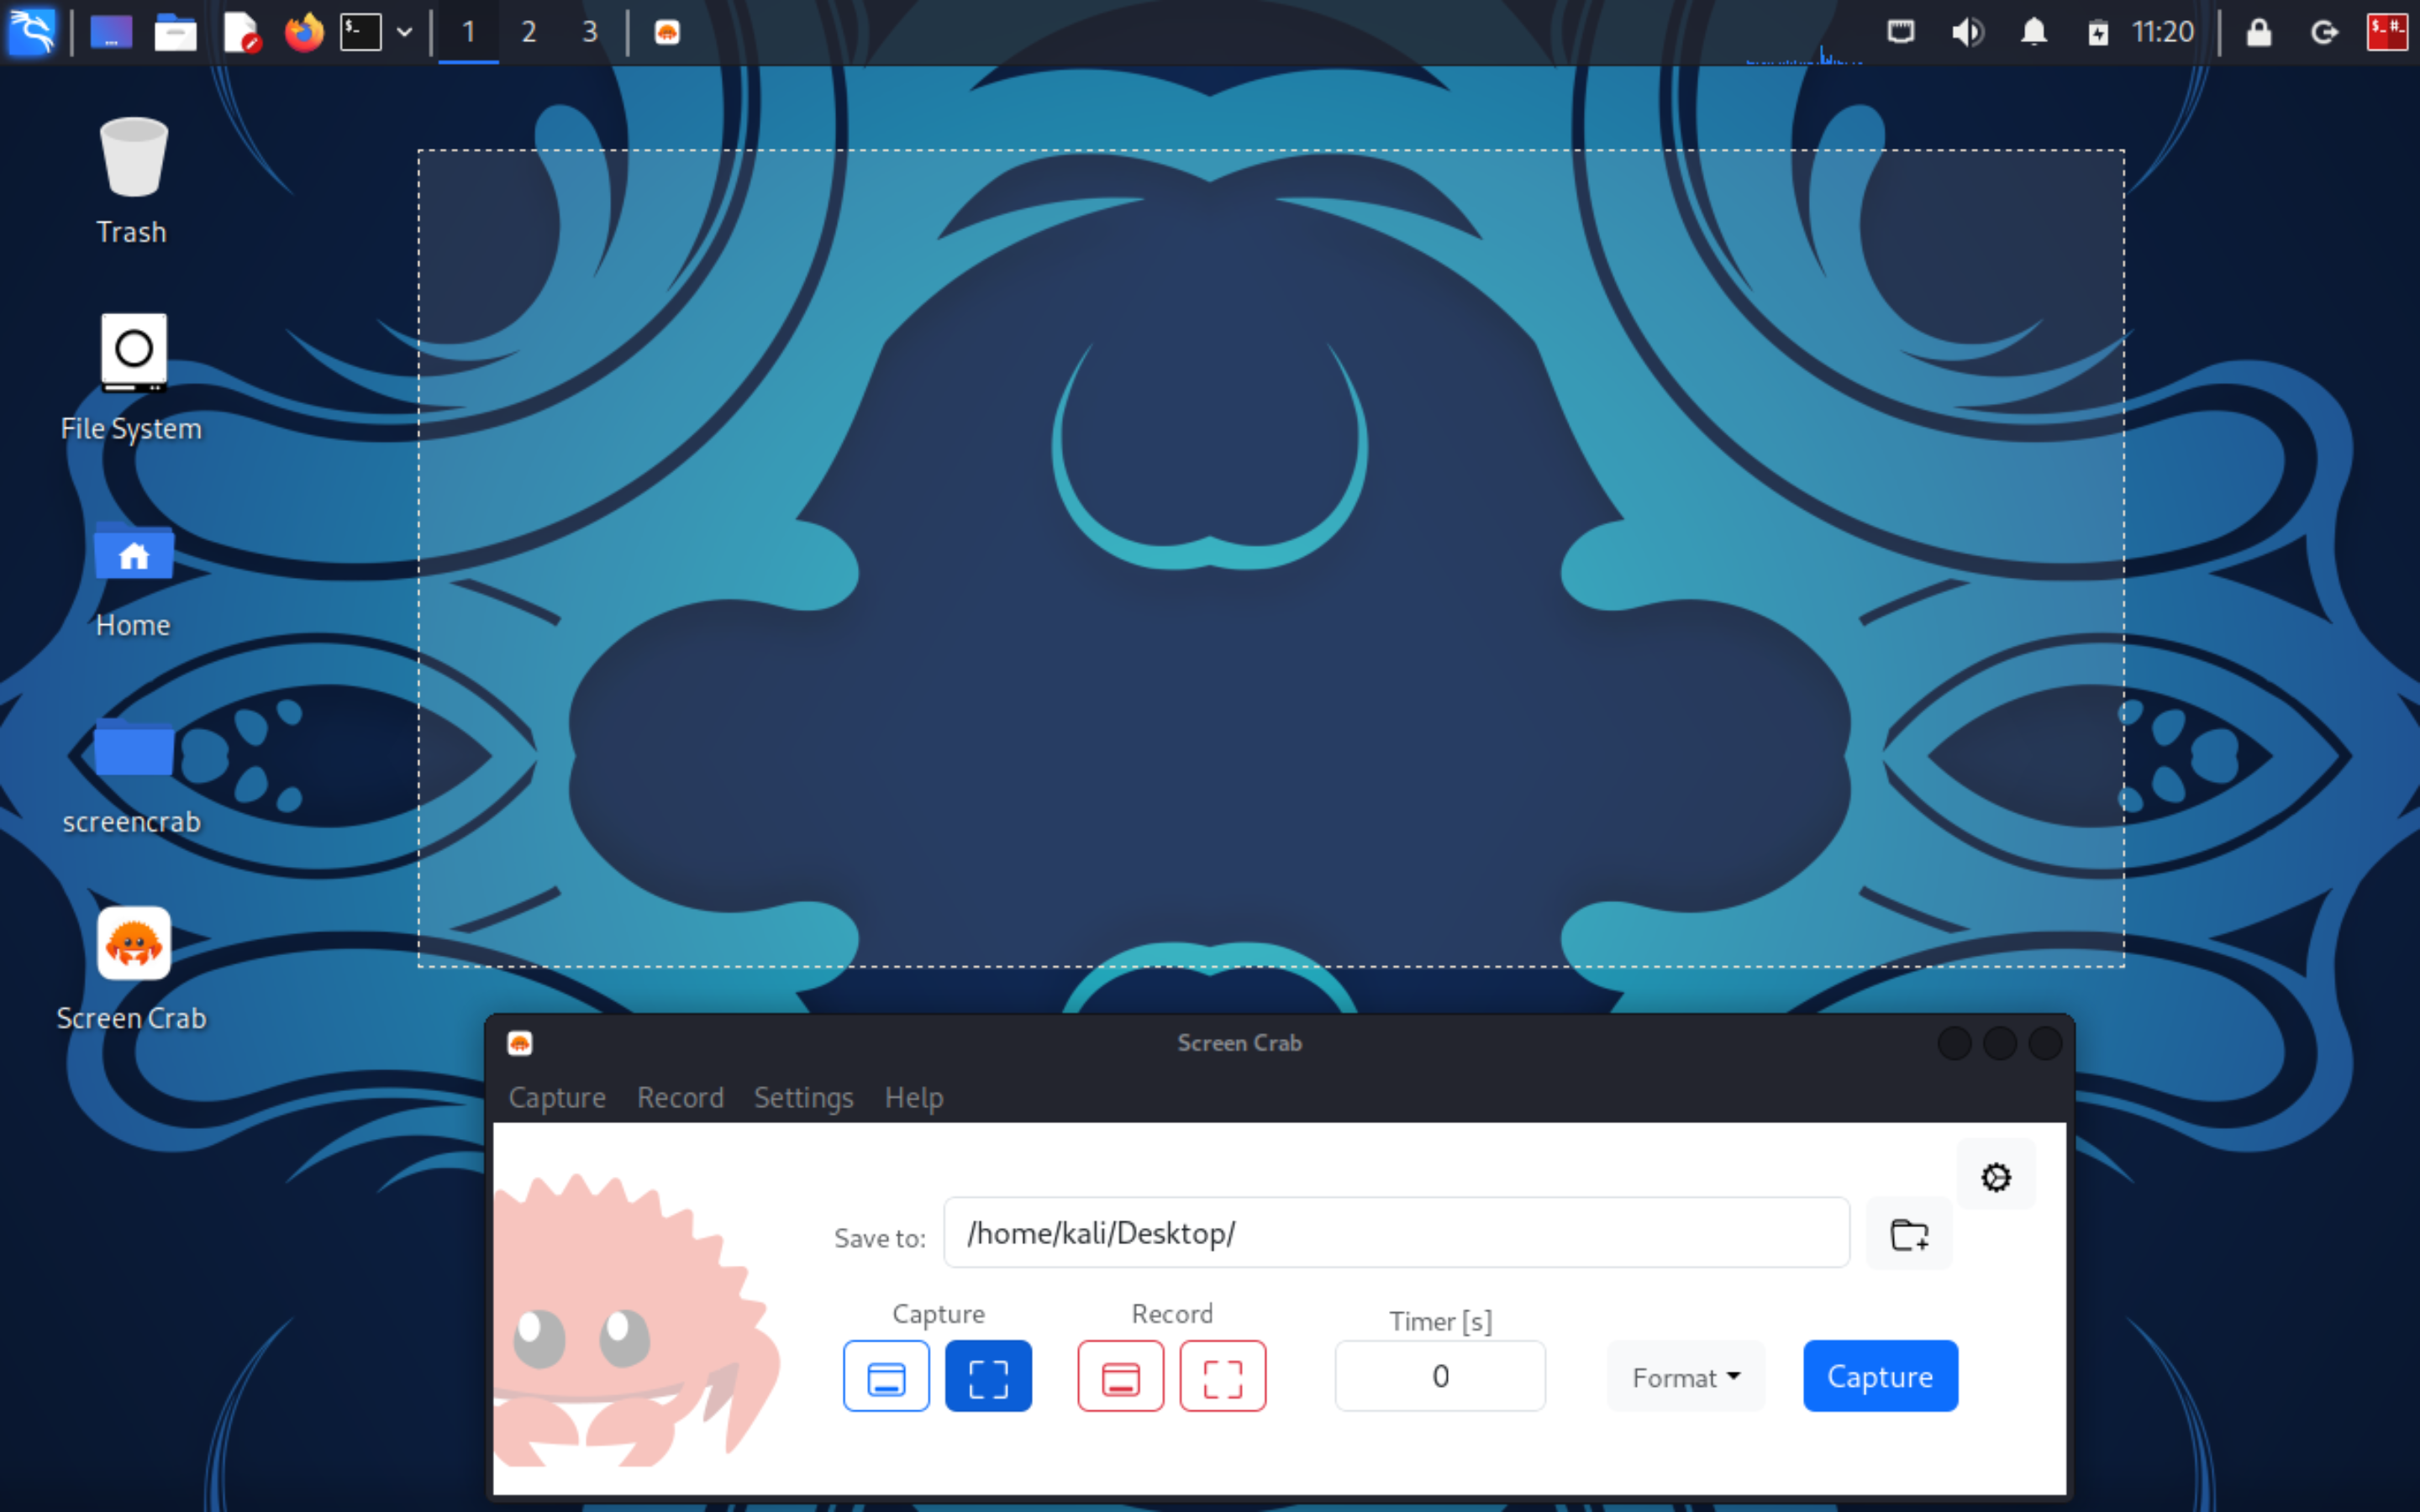 $-
1 2 3
11:20
$- #-
Trash
File System
Home
screencrab
Screen Crab
Screen Crab
Capture Record Settings Help
Save to: /home/kali/Desktop/
Capture Record Timer [s]
0 Format Capture